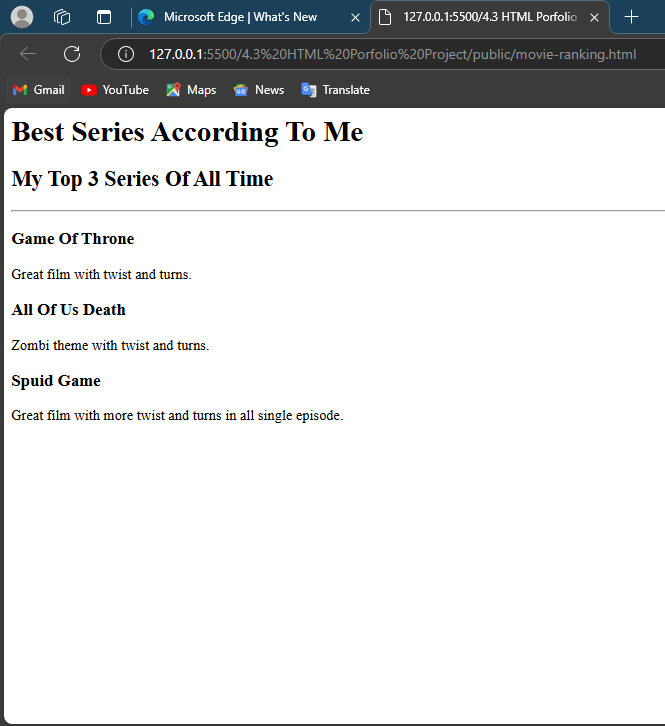 Microsoft Edge | What's New
127.0.0.1:5500/4.3 HTML Porfolio
127.0.0.1:5500/4.3%20HTML%20Porfolio%20Project/public/movie-ranking.html
Gmail YouTube Maps News Translate
Best Series According To Me
My Top 3 Series Of All Time
Game Of Throne
Great film with twist and turns.
All Of Us Death
Zombi theme with twist and turns.
Spuid Game
Great film with more twist and turns in all single episode.